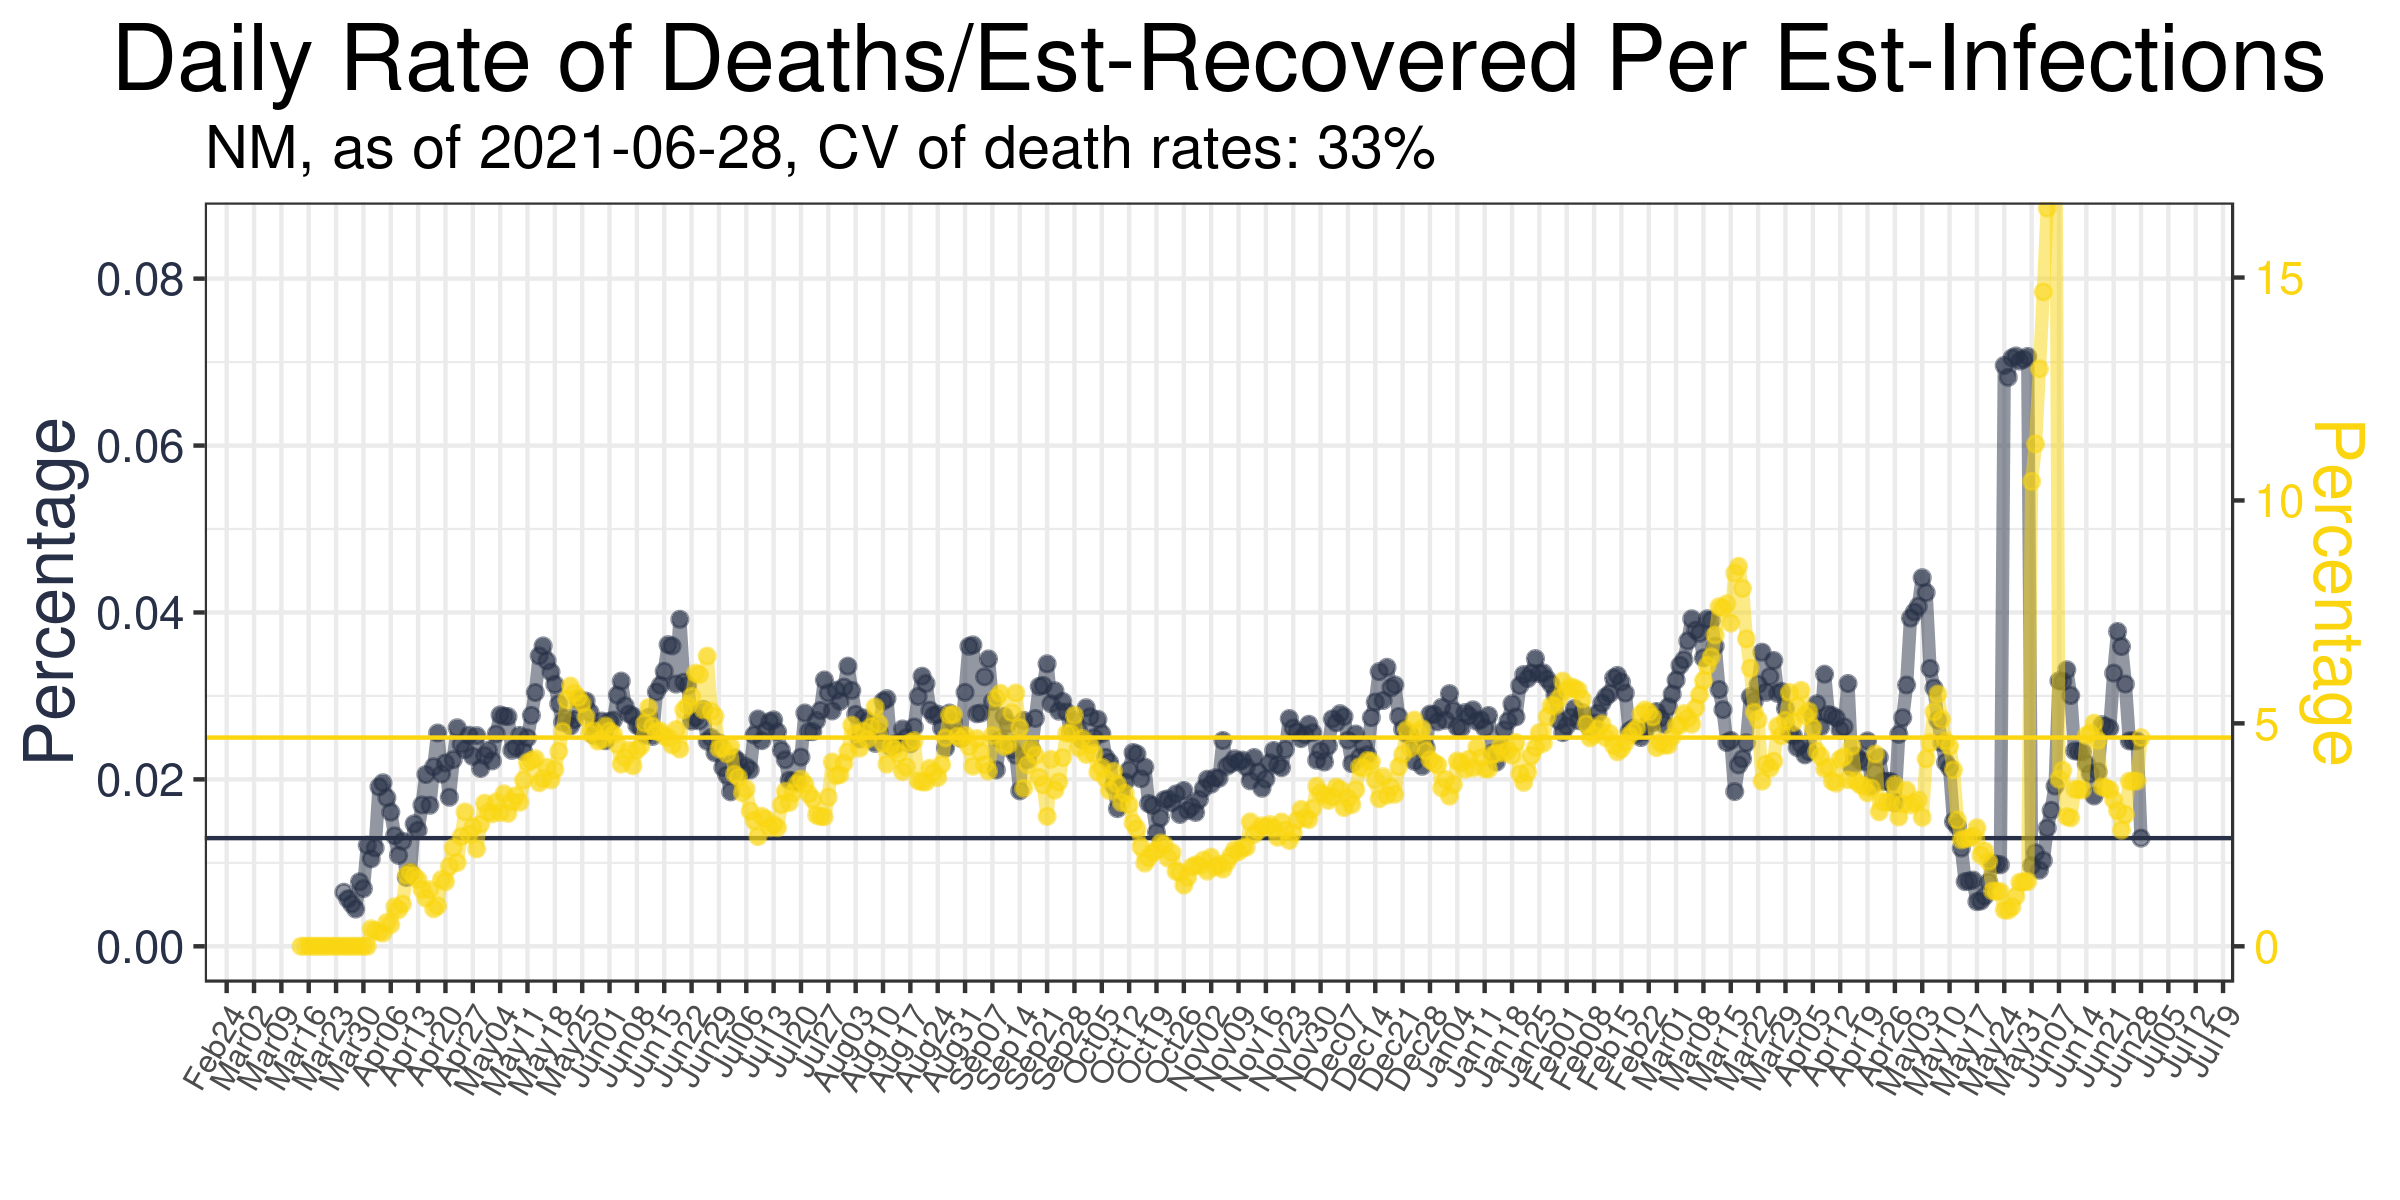 Daily Rate of Deaths/Est-Recovered Per Est-Infections
NM, as of 2021-06-28, CV of death rates: 33%
Percentage
0.08
0.06
0.04
0.02
0.00
15
10
5
0
Percentage
Feb24
Mar02
Mar09
Mar16
Mar23
Mar30
Apr06
Apr13
Apr20
Apr27
May04
May11
May18
May25
Jun01
Jun08
Jun15
Jun22
Jun29
Jul06
Jul13
Jul20
Jul27
Aug03
Aug10
Aug17
Aug24
Aug31
Sep07
Sep14
Sep21
Sep28
Oct05
Oct12
Oct19
Oct26
Nov02
Nov09
Nov16
Nov23
Nov30
Dec07
Dec14
Dec21
Dec28
Jan04
Jan11
Jan18
Jan25
Feb01
Feb08
Feb15
Feb22
Mar01
Mar08
Mar15
Mar22
Mar29
Apr05
Apr12
Apr19
Apr26
May03
May10
May17
May24
May31
Jun07
Jun14
Jun21
Jun28
Jul05
Jul12
Jul19